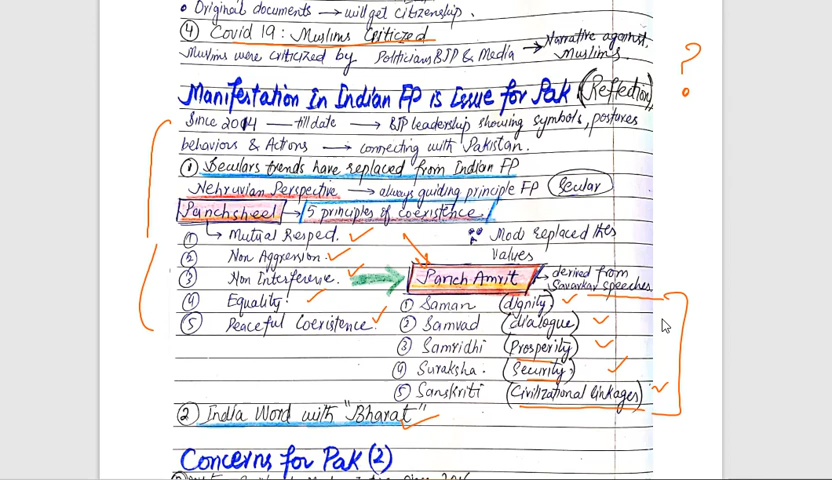 • Original documents → will get citizenship.
④ Covid 19: Muslims Criticzed
Muslims were criticized by Politicians BJP & Media → Narrative against Muslims
?
Manifestation In Indian FP is Issue for Pak (Reflection)
Since 2014 — till date → BJP leadership showing symbols, postures
behaviors & Actions → connecting with Pakistan.
① Seculars trends have replaced from Indian FP
Nehruvian Perspective → always guiding principle FP (Secular)
Panchsheel → 5 principles of coexistence.
① → Mutual Respect.
② Non Aggression.
③ Non Interference.
④ Equality.
⑤ Peaceful Coexistence.
Modi replaced this
values
Panch Amrit → derived from
Savarkar speeches
① Saman (dignity)
② Samvad (dialogue)
③ Samridhi (Prosperity)
④ Suraksha. (Security)
⑤ Sanskriti (Civilizational linkages)
② India Word with "Bharat"
Concerns for Pak (2)